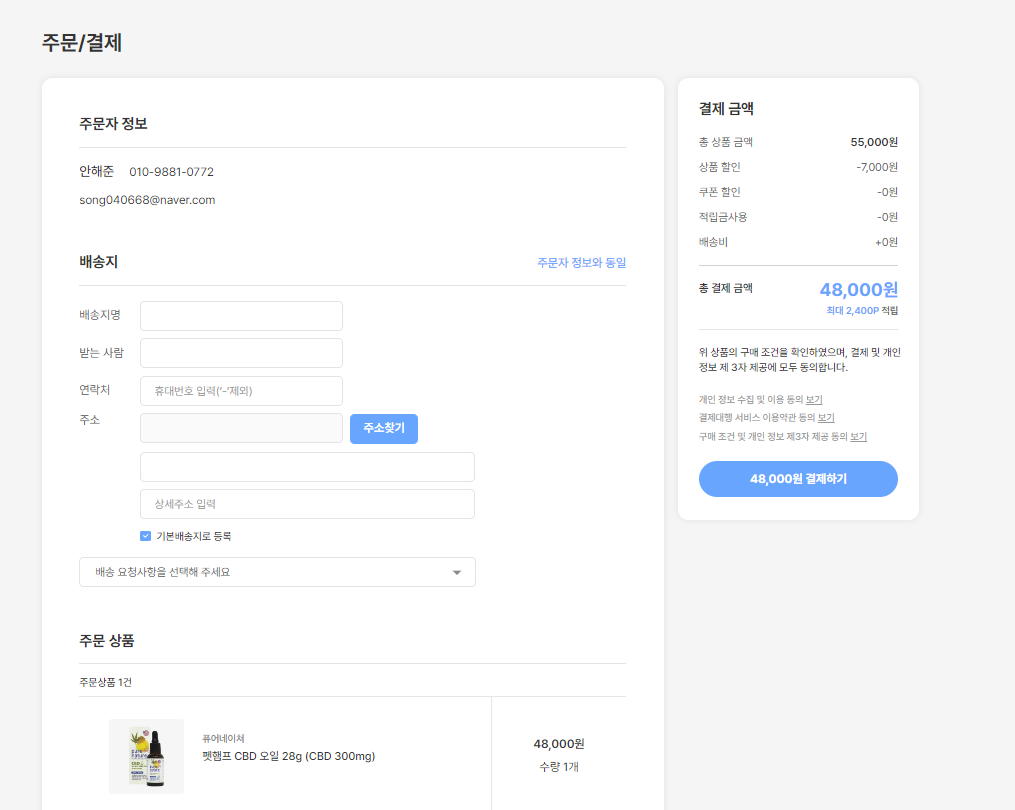 주문/결제
주문자 정보
안해준 010-9881-0772
song040668@naver.com
배송지
주문자 정보와 동일
배송지명
받는 사람
연락처
휴대번호 입력('-'제외)
주소
주소찾기
상세주소 입력
기본배송지로 등록
배송 요청사항을 선택해 주세요
주문 상품
주문상품 1건
pure
nature
CBD
퓨어네이쳐
펫햄프 CBD 오일 28g (CBD 300mg)
48,000원
수량 1개
결제 금액
총 상품 금액 55,000원
상품 할인 -7,000원
쿠폰 할인 -0원
적립금사용 -0원
배송비 +0원
총 결제 금액 48,000원
최대 2,400P 적립
위 상품의 구매 조건을 확인하였으며, 결제 및 개인
정보 제 3자 제공에 모두 동의합니다.
개인 정보 수집 및 이용 동의 보기
결제대행 서비스 이용약관 동의 보기
구매 조건 및 개인 정보 제3자 제공 동의 보기
48,000원 결제하기